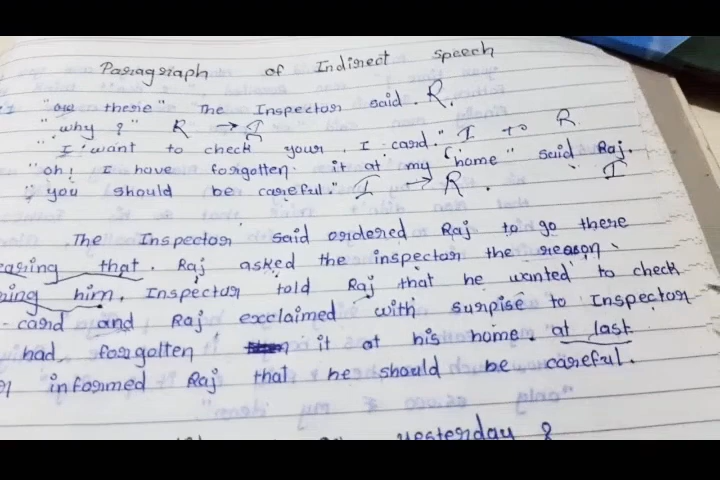 Paragraph of Indirect speech
"Go there" The Inspector said. R.
"why ?" R → I
"I want to check your I card." I to R
"oh! I have forgotten it at my home" said Raj.
"you should be careful." I → R. I
The Inspector said ordered Raj to go there
earing that. Raj asked the inspector the reason
ing him. Inspector told Raj that he wanted to check
card and Raj exclaimed with surpise to Inspector
had forgotten it at his home. at last
informed Raj that he should be careful.
yesterday ?
"only my